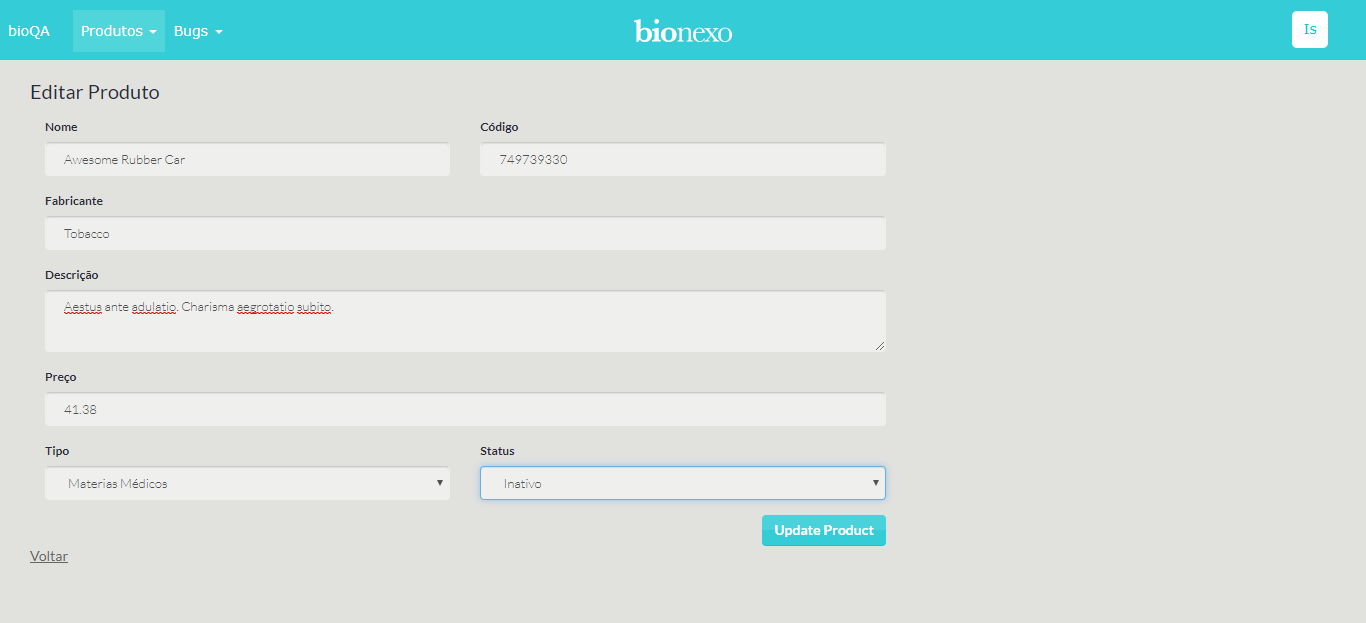 bioQA Produtos Bugs bionexo Is
Editar Produto
Nome Código
Awesome Rubber Car 749739330
Fabricante
Tobacco
Descrição
Aestus ante adulatio. Charisma aegrotatio subito.
Preço
41.38
Tipo Status
Materias Médicos Inativo
Update Product
Voltar